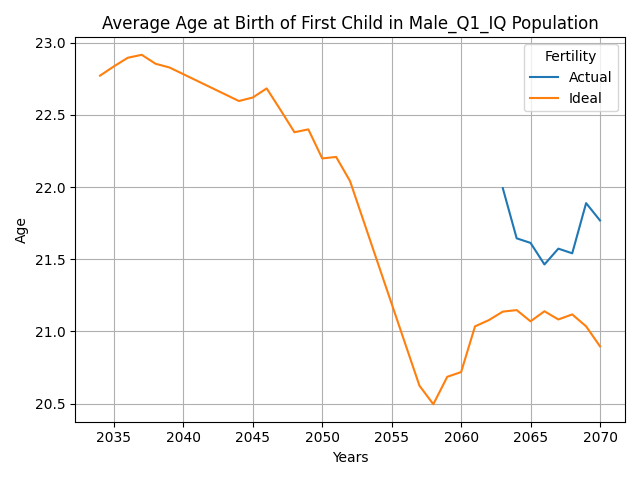 Average Age at Birth of First Child in Male_Q1_IQ Population
Fertility
Actual
Ideal
Age
23.0
22.5
22.0
21.5
21.0
20.5
2035 2040 2045 2050 2055 2060 2065 2070
Years